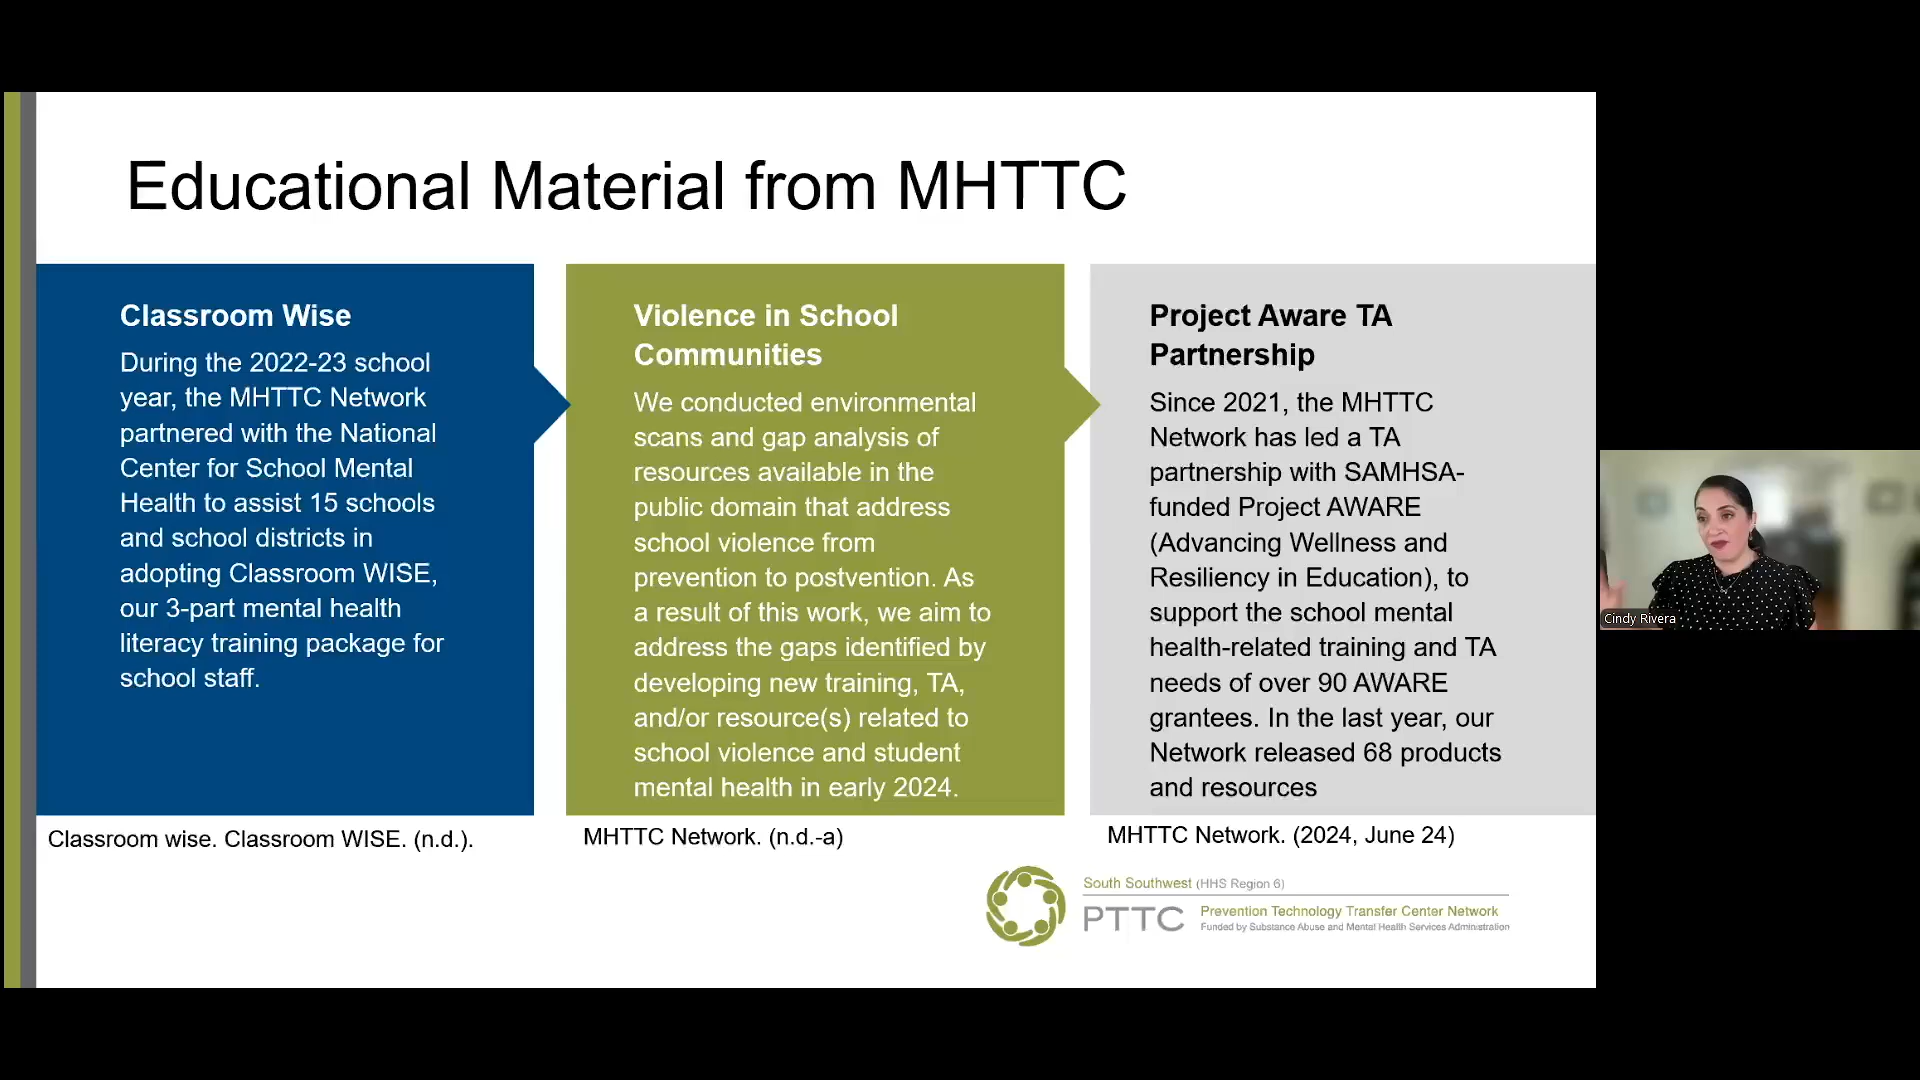 Educational Material from MHTTC
Classroom Wise
During the 2022-23 school
year, the MHTTC Network
partnered with the National
Center for School Mental
Health to assist 15 schools
and school districts in
adopting Classroom WISE,
our 3-part mental health
literacy training package for
school staff.
Classroom wise. Classroom WISE. (n.d.).
Violence in School
Communities
We conducted environmental
scans and gap analysis of
resources available in the
public domain that address
school violence from
prevention to postvention. As
a result of this work, we aim to
address the gaps identified by
developing new training, TA,
and/or resource(s) related to
school violence and student
mental health in early 2024.
MHTTC Network. (n.d.-a)
Project Aware TA
Partnership
Since 2021, the MHTTC
Network has led a TA
partnership with SAMHSA-
funded Project AWARE
(Advancing Wellness and
Resiliency in Education), to
support the school mental
health-related training and TA
needs of over 90 AWARE
grantees. In the last year, our
Network released 68 products
and resources
MHTTC Network. (2024, June 24)
South Southwest (HHS Region 6)
PTTC
Prevention Technology Transfer Center Network
Funded by Substance Abuse and Mental Health Services Administration
Cindy Rivera